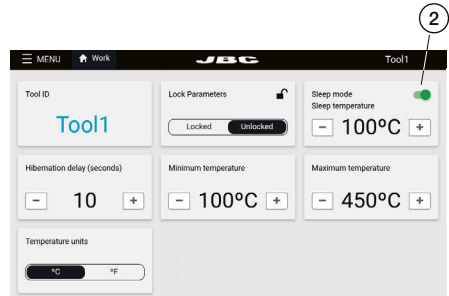 2
MENU Work JBC Tool1
Tool ID
Tool1
Lock Parameters
Locked Unlocked
Sleep mode
Sleep temperature
- 100ºC +
Hibernation delay (seconds)
- 10 +
Minimum temperature
- 100ºC +
Maximum temperature
- 450ºC +
Temperature units
ºC ºF